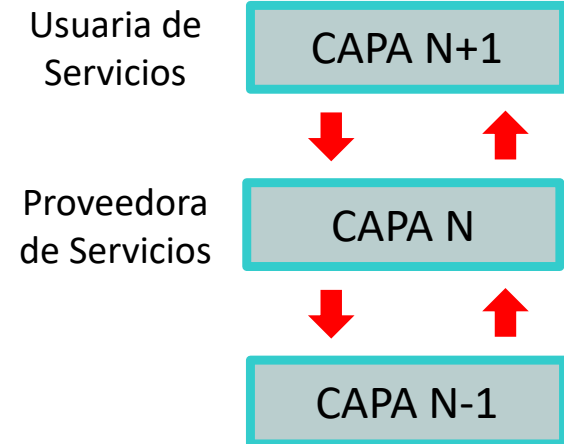 Usuaria de
Servicios
CAPA N+1
Proveedora
de Servicios
CAPA N
CAPA N-1